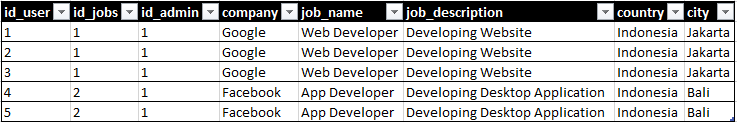 id_user id_jobs id_admin company job_name job_description country city
1 1 1 Google Web Developer Developing Website Indonesia Jakarta
2 1 1 Google Web Developer Developing Website Indonesia Jakarta
3 1 1 Google Web Developer Developing Website Indonesia Jakarta
4 2 1 Facebook App Developer Developing Desktop Application Indonesia Bali
5 2 1 Facebook App Developer Developing Desktop Application Indonesia Bali